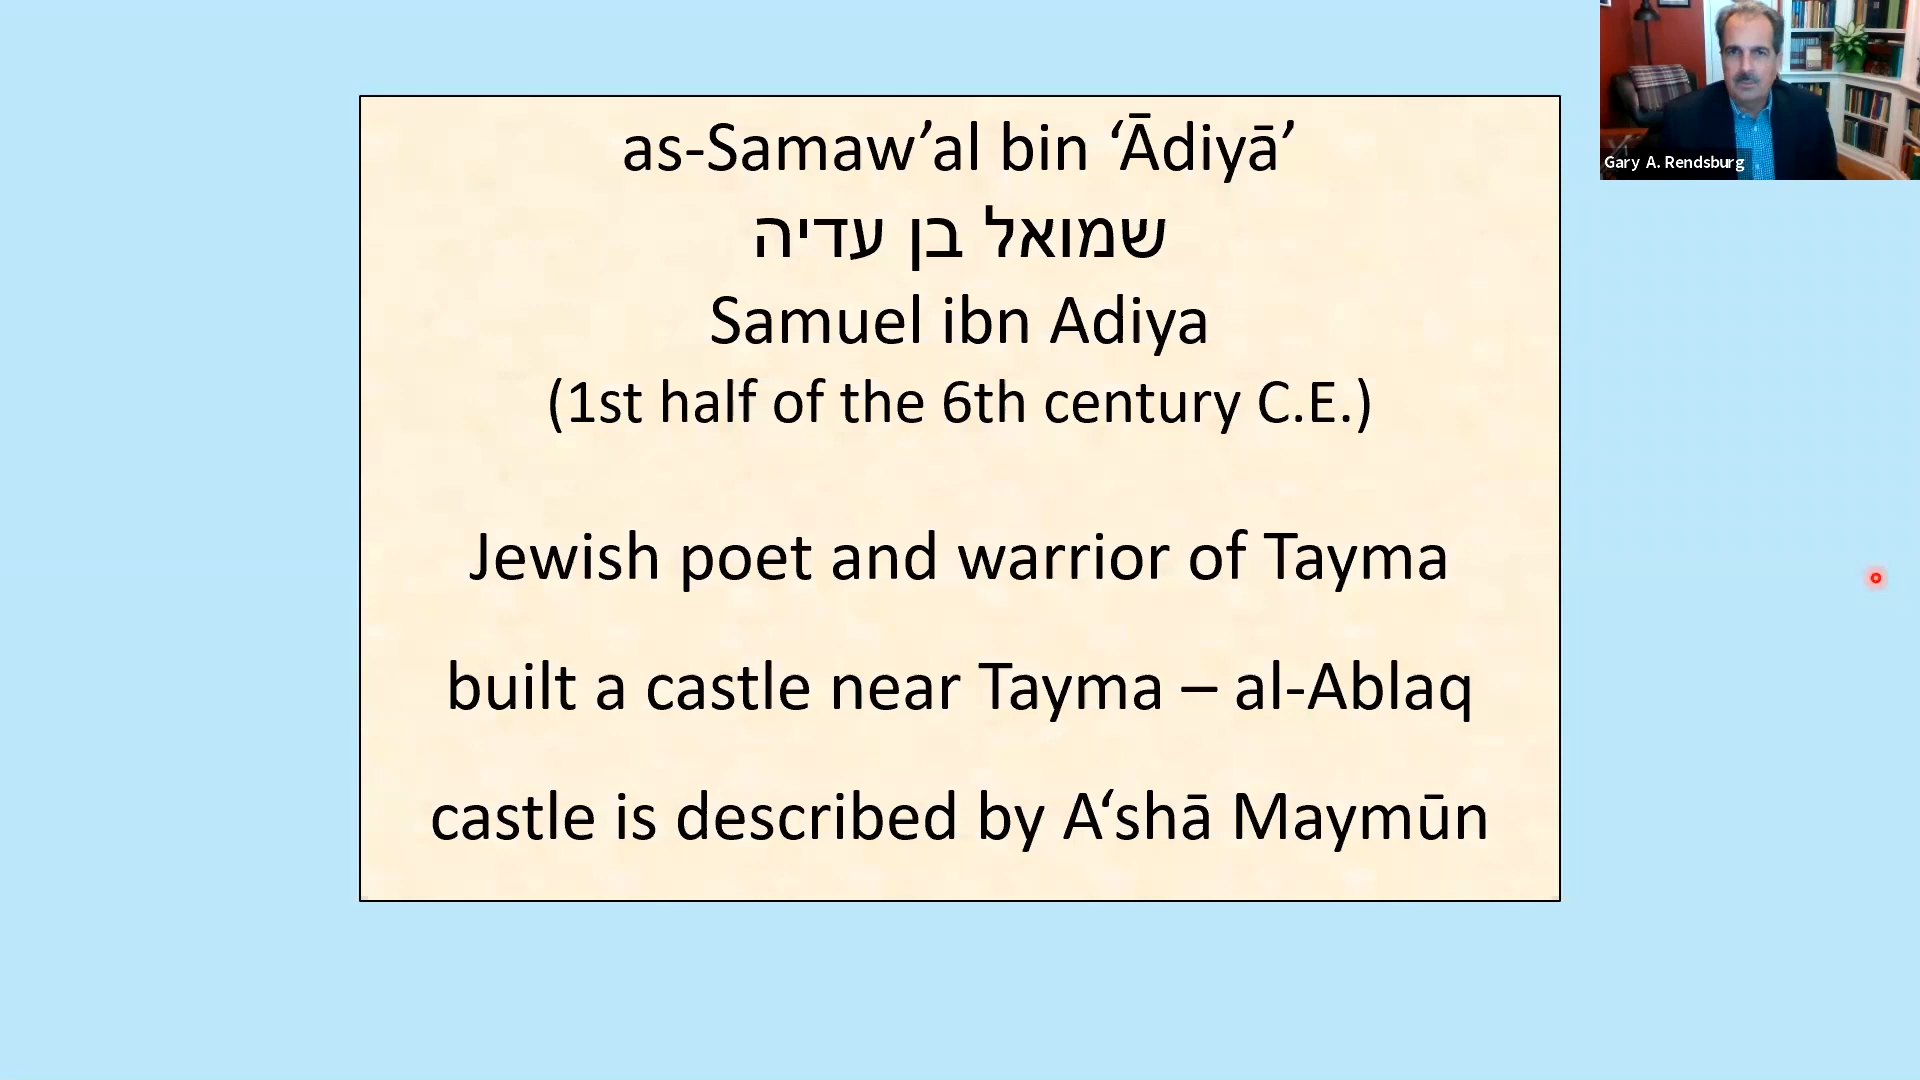 as-Samaw’al bin ‘Ādiyā’
שמואל בן עדיה
Samuel ibn Adiya
(1st half of the 6th century C.E.)
Jewish poet and warrior of Tayma
built a castle near Tayma – al-Ablaq
castle is described by A‘shā Maymūn
Gary A. Rendsburg